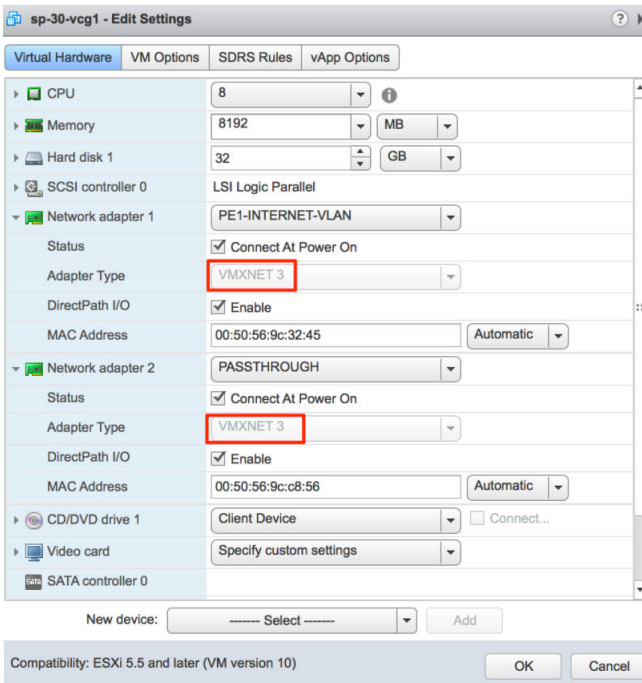 sp-30-vcg1 - Edit Settings ?
Virtual Hardware VM Options SDRS Rules vApp Options
CPU 8
Memory 8192 MB
Hard disk 1 32 GB
SCSI controller 0 LSI Logic Parallel
Network adapter 1 PE1-INTERNET-VLAN
Status Connect At Power On
Adapter Type VMXNET 3
DirectPath I/O Enable
MAC Address 00:50:56:9c:32:45 Automatic
Network adapter 2 PASSTHROUGH
Status Connect At Power On
Adapter Type VMXNET 3
DirectPath I/O Enable
MAC Address 00:50:56:9c:c8:56 Automatic
CD/DVD drive 1 Client Device Connect...
Video card Specify custom settings
SATA controller 0
New device: ------- Select ------- Add
Compatibility: ESXi 5.5 and later (VM version 10) OK Cancel